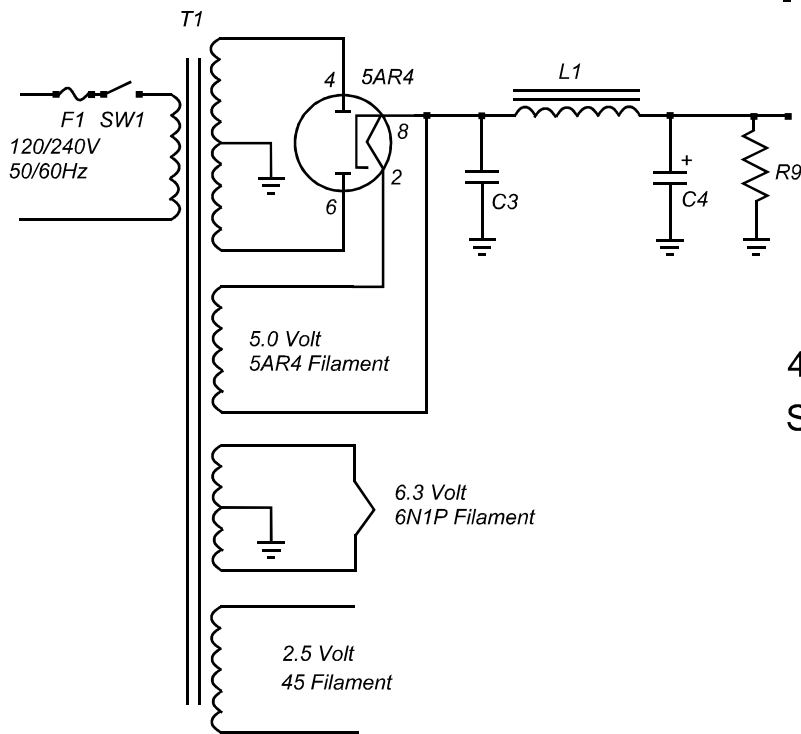 T1
4
5AR4
L1
F1 SW1
8
120/240V
50/60Hz
2
+
R9
6
C3
C4
5.0 Volt
5AR4 Filament
4
S
6.3 Volt
6N1P Filament
2.5 Volt
45 Filament